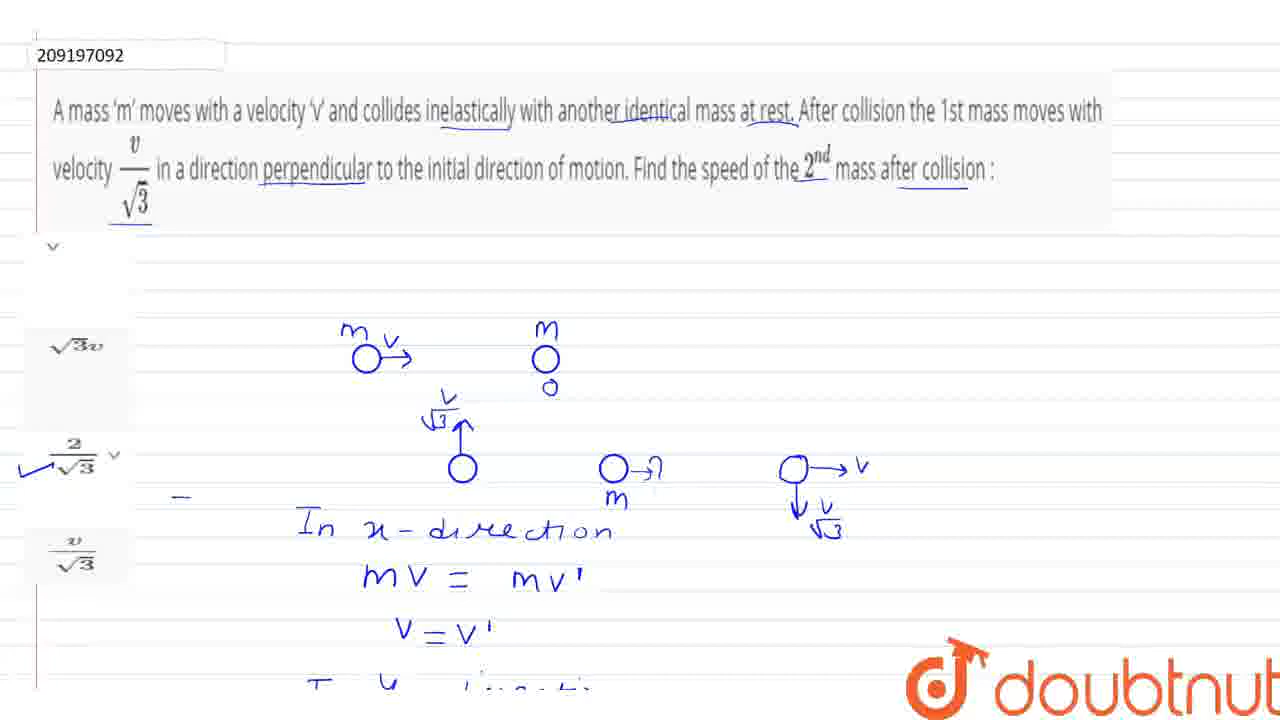 209197092
A mass ‘m’ moves with a velocity ‘v’ and collides inelastically with another identical mass at rest. After collision the 1st mass moves with
velocity v/√3 in a direction perpendicular to the initial direction of motion. Find the speed of the 2nd mass after collision :
v
√3v
2/√3 v
v/√3
m v
m
0
v/√3
m
v
v/√3
In x-direction
mv = mv'
v = v'
doubtnut